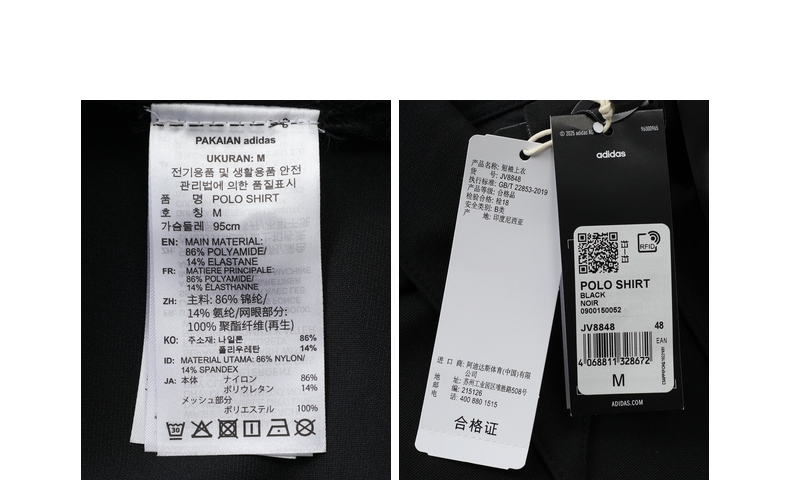 PAKAIAN adidas
UKURAN: M
전기용품 및 생활용품 안전
관리법에 의한 품질표시
품 명 POLO SHIRT
호 칭 M
가슴둘레 95cm
EN: MAIN MATERIAL:
86% POLYAMIDE/
14% ELASTANE
FR: MATIERE PRINCIPALE:
86% POLYAMIDE/
14% ÉLASTHANNE
ZH: 主料: 86% 锦纶/
14% 氨纶/网眼部分:
100% 聚酯纤维(再生)
KO: 주소재: 나일론 86%
폴리우레탄 14%
ID: MATERIAL UTAMA: 86% NYLON/
14% SPANDEX
JA: 本体 ナイロン 86%
ポリウレタン 14%
メッシュ部分
ポリエステル 100%
30
产品名称: 短袖上衣
货 号: JV8848
执行标准: GB/T 22853-2019
产品等级: 合格品
检验合格: 检18
安全类别: B类
产 地: 印度尼西亚
进 口 商: 阿迪达斯体育(中国)有限
公司
地 址: 苏州工业园区堆胜路508号
邮 编: 215126
电 话: 400 880 1515
合格证
© 2025 adidas AG
96000965
adidas
RFID
POLO SHIRT
BLACK
NOIR
0900150052
JV8848 48
EAN
4 068811 328672
M
ADIDAS.COM